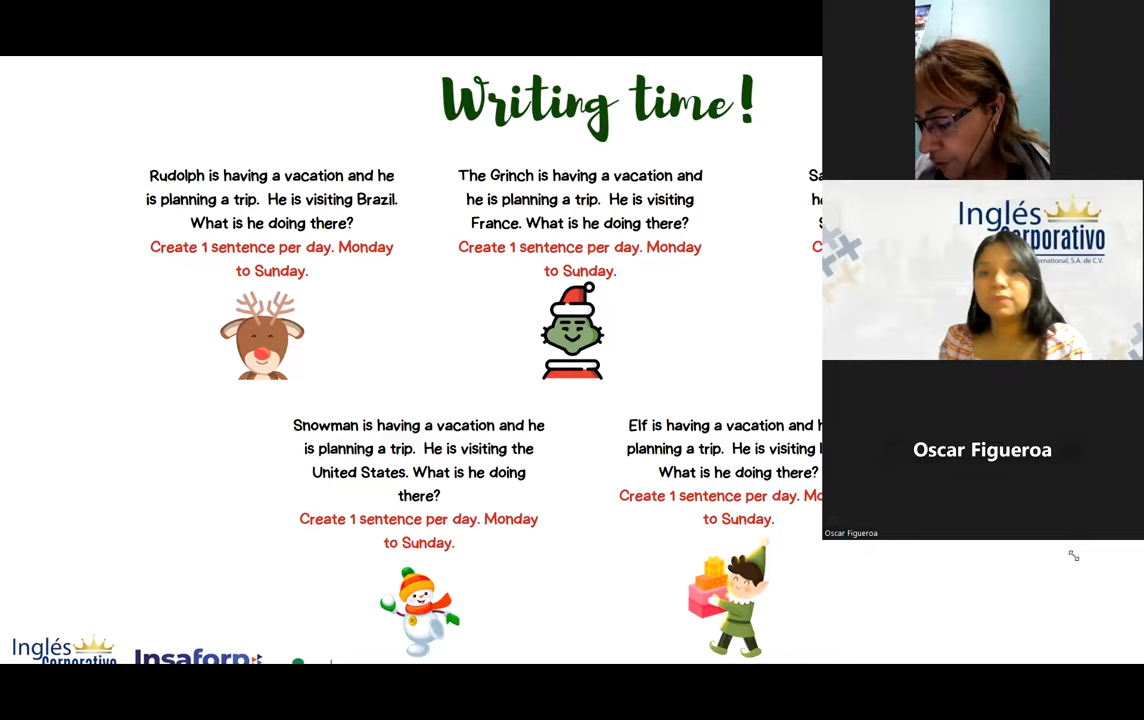 Writing time!
Rudolph is having a vacation and he
is planning a trip. He is visiting Brazil.
What is he doing there?
Create 1 sentence per day. Monday
to Sunday.
The Grinch is having a vacation and
he is planning a trip. He is visiting
France. What is he doing there?
Create 1 sentence per day. Monday
to Sunday.
Snowman is having a vacation and he
is planning a trip. He is visiting the
United States. What is he doing
there?
Create 1 sentence per day. Monday
to Sunday.
Elf is having a vacation and
planning a trip. He is visiting
What is he doing there?
Create 1 sentence per day.
to Sunday.
Inglés
Corporativo
International, S.A. de C.V.
Oscar Figueroa
Oscar Figueroa
Inglés
Corporativo
Insaforp